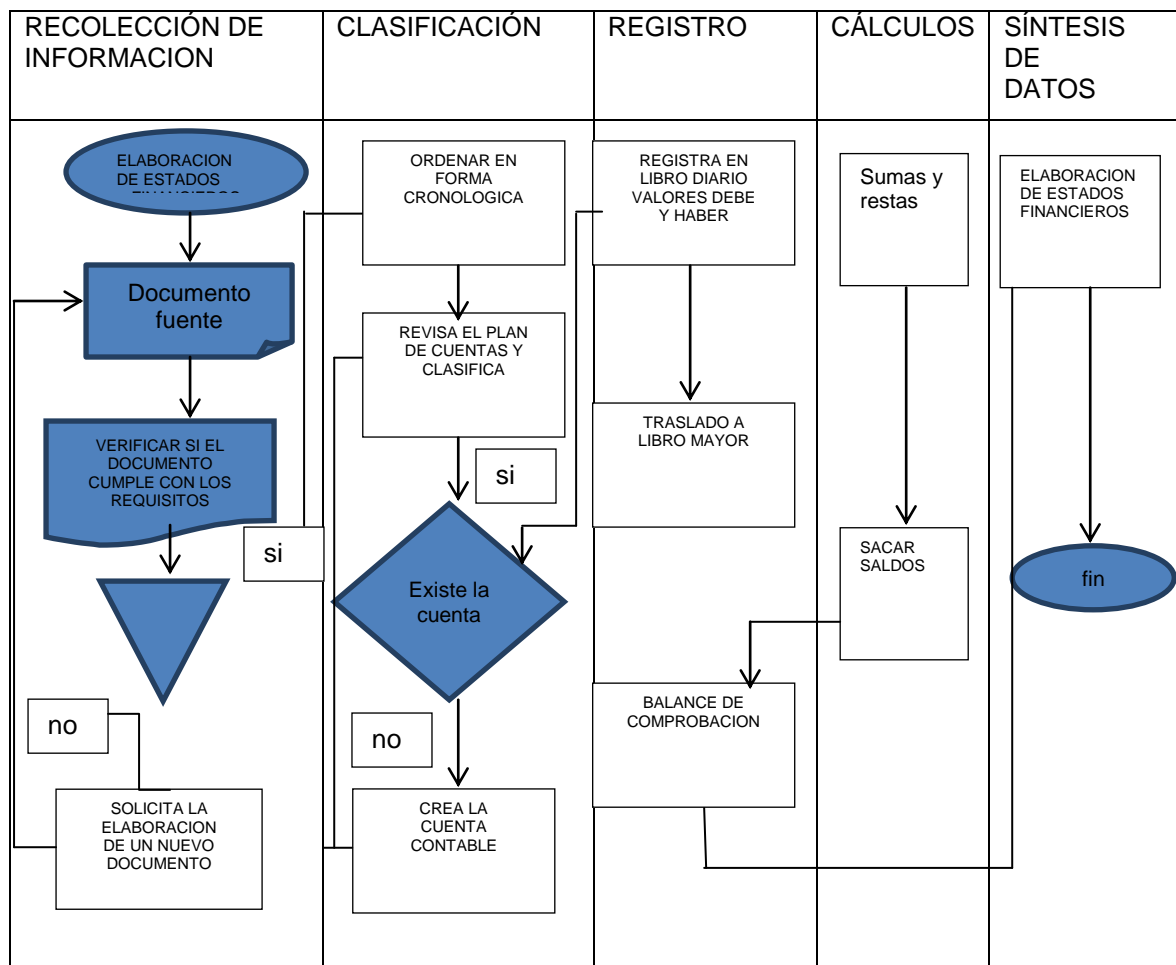 RECOLECCIÓN DE
INFORMACION
CLASIFICACIÓN
REGISTRO
CÁLCULOS
SÍNTESIS
DE
DATOS
ELABORACION
DE ESTADOS
FINANCIEROS
Documento
fuente
VERIFICAR SI EL
DOCUMENTO
CUMPLE CON LOS
REQUISITOS
si
no
SOLICITA LA
ELABORACION
DE UN NUEVO
DOCUMENTO
ORDENAR EN
FORMA
CRONOLOGICA
REVISA EL PLAN
DE CUENTAS Y
CLASIFICA
si
Existe la
cuenta
no
CREA LA
CUENTA
CONTABLE
REGISTRA EN
LIBRO DIARIO
VALORES DEBE
Y HABER
TRASLADO A
LIBRO MAYOR
BALANCE DE
COMPROBACION
Sumas y
restas
SACAR
SALDOS
ELABORACION
DE ESTADOS
FINANCIEROS
fin